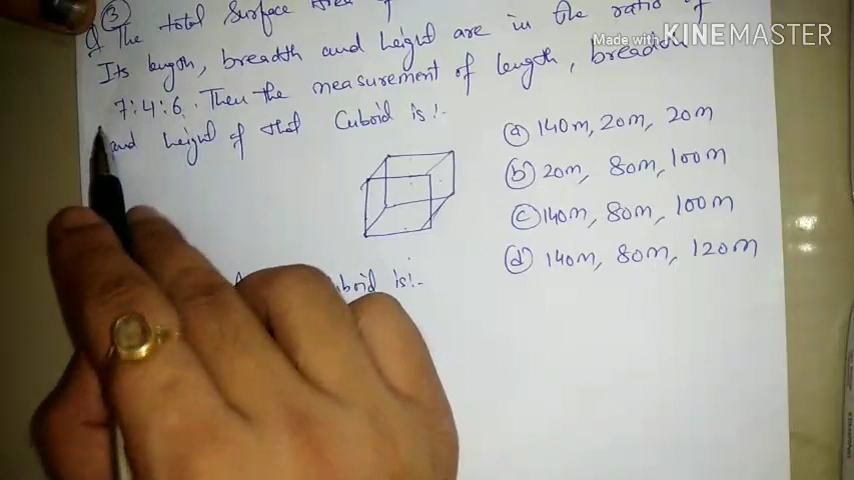 ③
If The total Surface Area of
Its length, breadth and height are in the ratio of
7:4:6. Then the measurement of length, breadth
and height of that Cuboid is:-
ⓐ 140m, 20m, 20m
ⓑ 20m, 80m, 100m
ⓒ 140m, 80m, 100m
ⓓ 140m, 80m, 120m
Cuboid is:-
Made with KINEMASTER